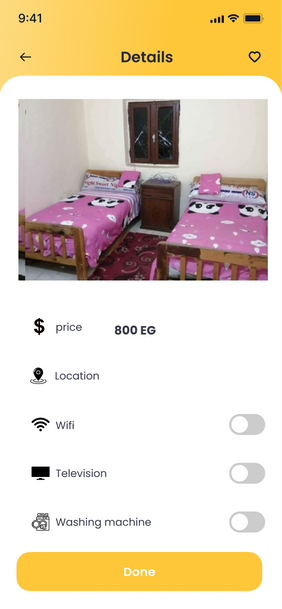 9:41
Details
$ price 800 EG
Location
Wifi
Television
Washing machine
Done